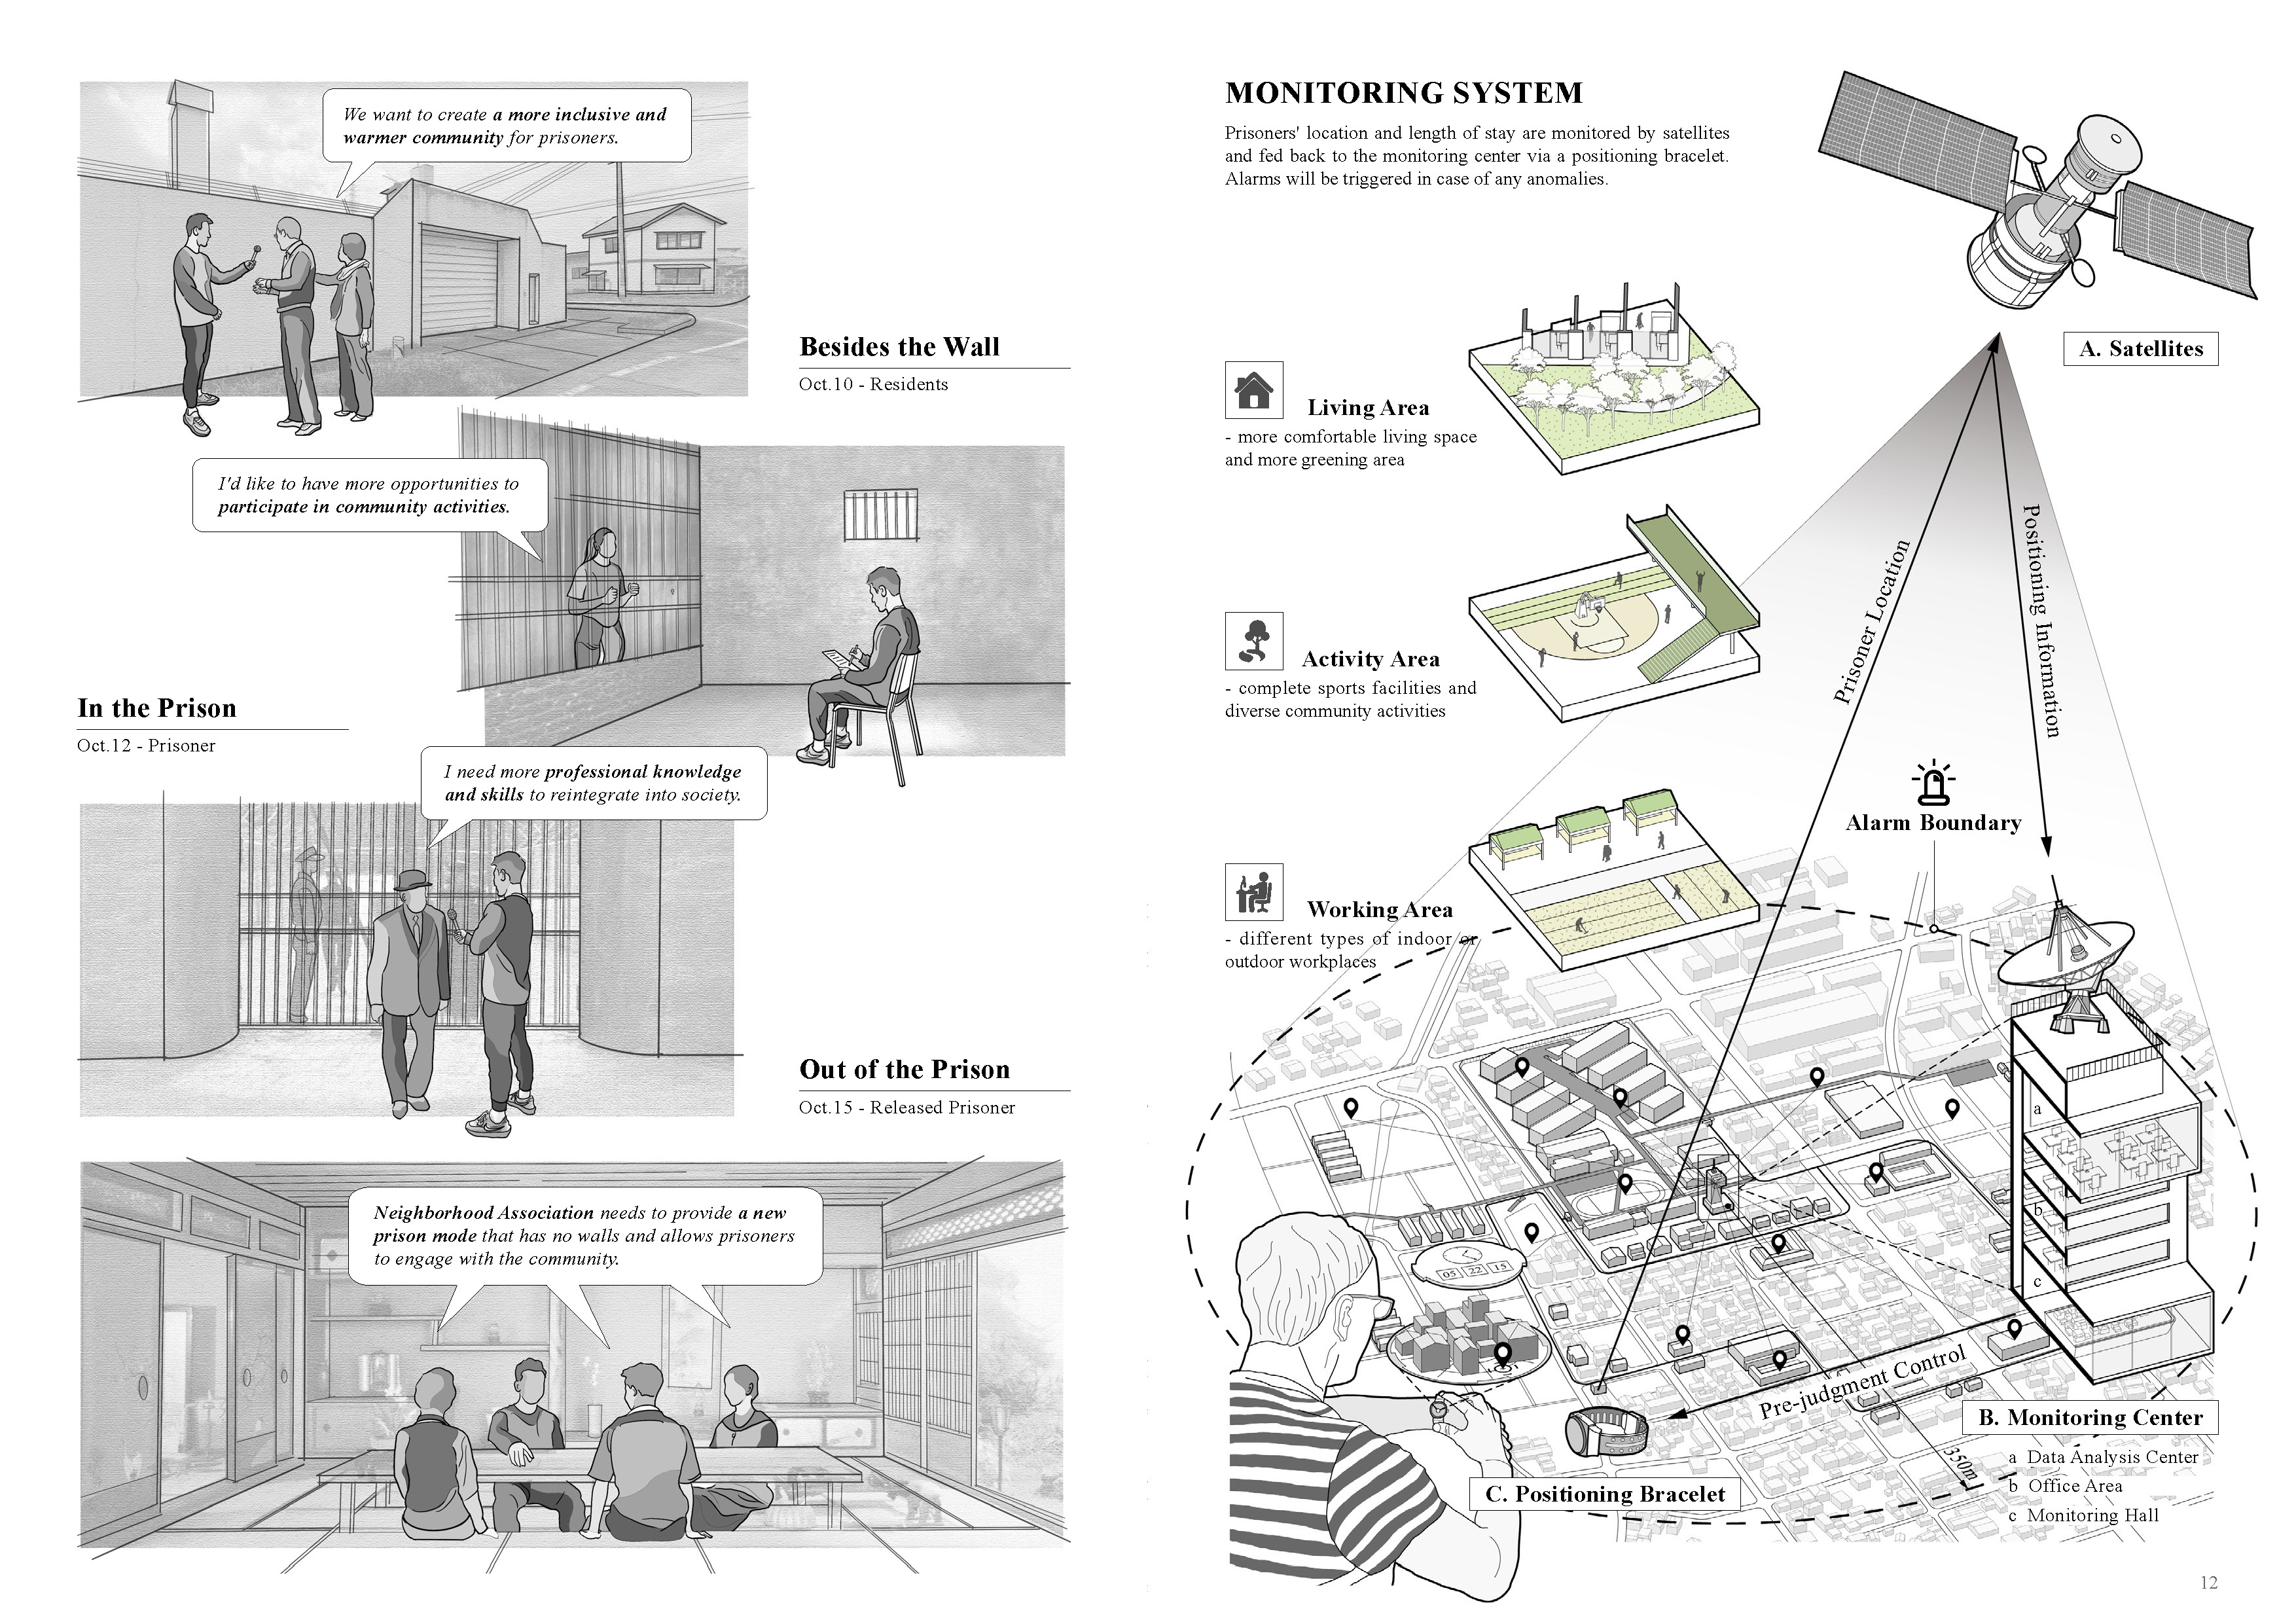 We want to create a more inclusive and
warmer community for prisoners.
Besides the Wall
Oct.10 - Residents
I'd like to have more opportunities to
participate in community activities.
In the Prison
Oct.12 - Prisoner
I need more professional knowledge
and skills to reintegrate into society.
Out of the Prison
Oct.15 - Released Prisoner
Neighborhood Association needs to provide a new
prison mode that has no walls and allows prisoners
to engage with the community.
MONITORING SYSTEM
Prisoners' location and length of stay are monitored by satellites
and fed back to the monitoring center via a positioning bracelet.
Alarms will be triggered in case of any anomalies.
A. Satellites
Living Area
- more comfortable living space
and more greening area
Activity Area
- complete sports facilities and
diverse community activities
Working Area
- different types of indoor or
outdoor workplaces
Prisoner Location
Positioning Information
Alarm Boundary
a
b
c
05 22 15
Pre-judgment Control
350m
B. Monitoring Center
a Data Analysis Center
b Office Area
c Monitoring Hall
C. Positioning Bracelet
12